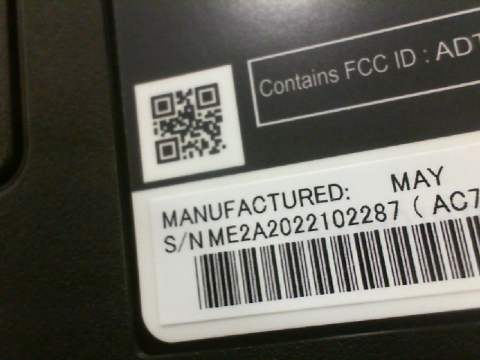 Contains FCC ID : ADT
MANUFACTURED: MAY
S/N ME2A2022102287 ( AC7